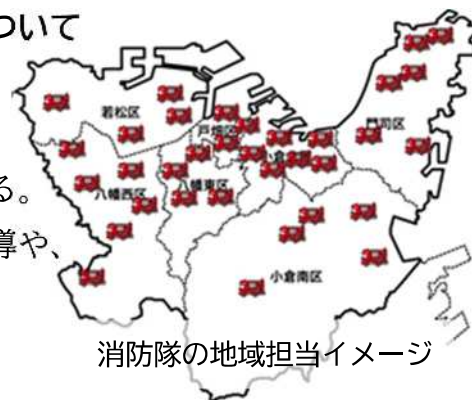 ついて
る。
導や、
若松区
戸畑区
門司区
小倉
八幡西区
八幡東区
小倉南区
消防隊の地域担当イメージ